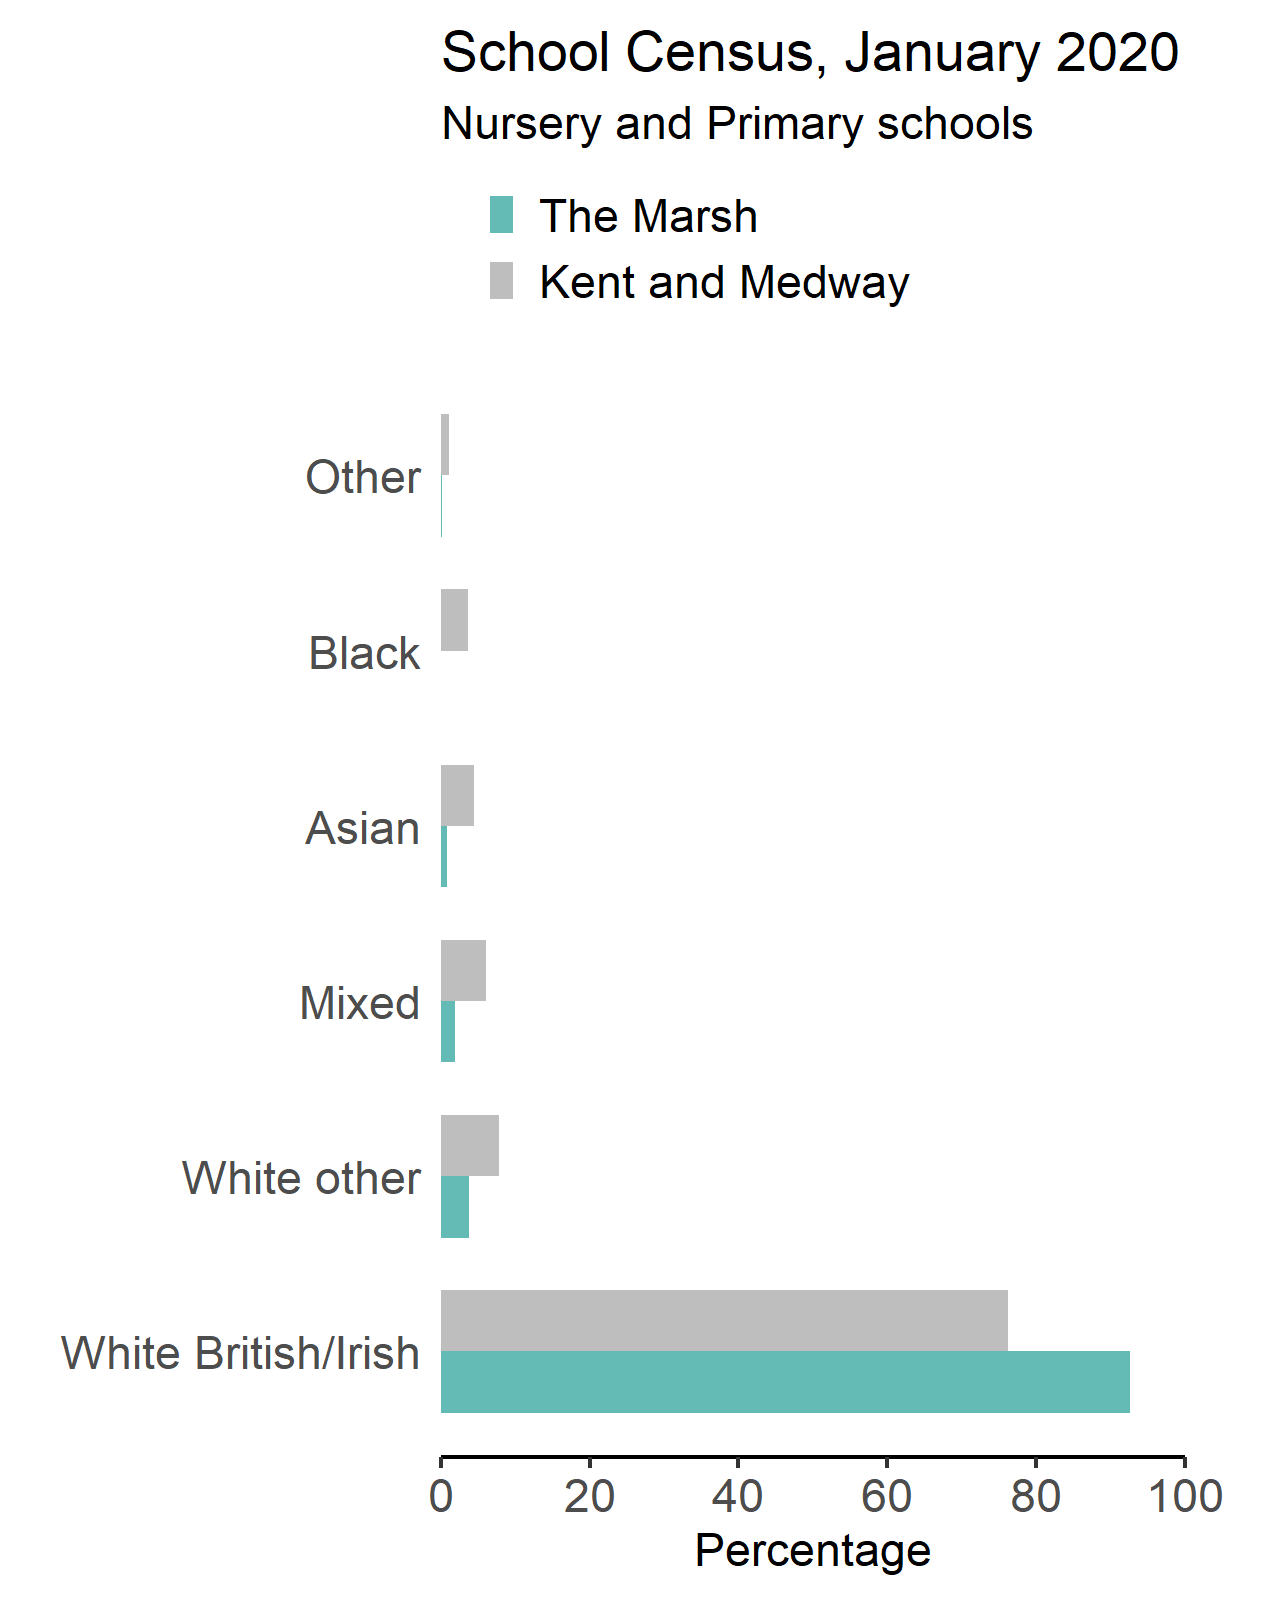 School Census, January 2020
Nursery and Primary schools
The Marsh
Kent and Medway
Other
Black
Asian
Mixed
White other
White British/Irish
0 20 40 60 80 100
Percentage